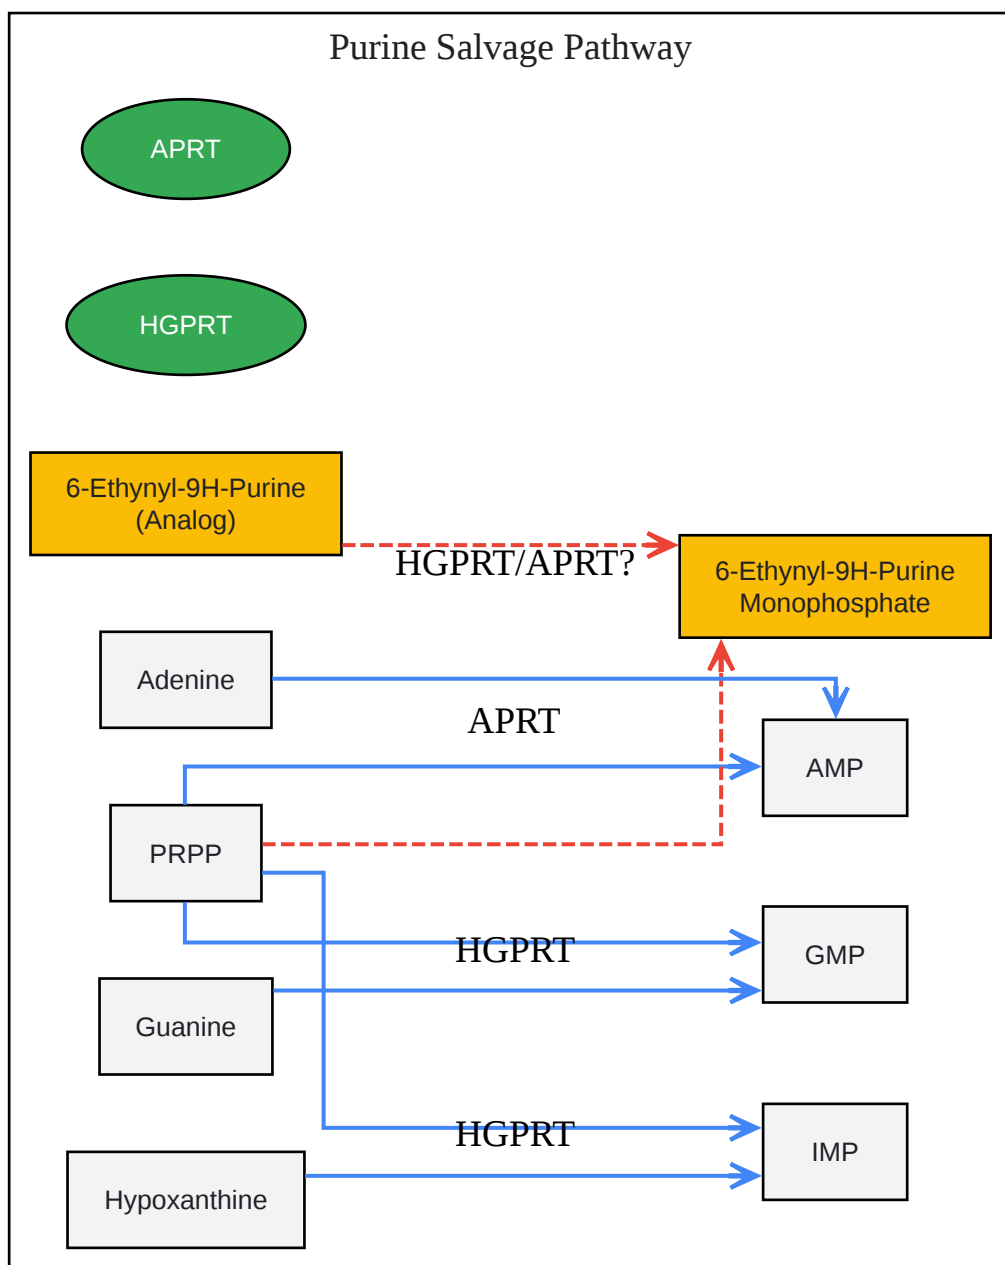 Purine Salvage Pathway
APRT
HGPRT
6-Ethynyl-9H-Purine
(Analog)
HGPRT/APRT?
6-Ethynyl-9H-Purine
Monophosphate
Adenine
APRT
AMP
PRPP
HGPRT
GMP
Guanine
HGPRT
IMP
Hypoxanthine